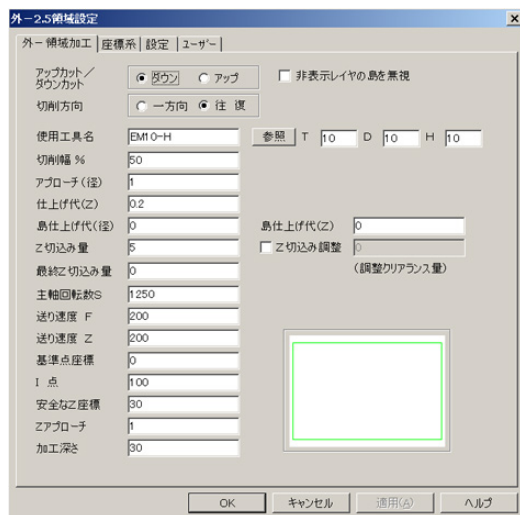 外－2.5領域設定
外－領域加工 座標系 設定 ユーザー
アップカット／
ダウンカット
ダウン アップ 非表示レイヤの島を無視
切削方向 一方向 往 復
使用工具名 EM10-H 参照 T 10 D 10 H 10
切削幅 % 50
アプローチ(径) 1
仕上げ代(Z) 0.2
島仕上げ代(径) 0 島仕上げ代(Z) 0
Z切込み量 5 Z切込み調整 0
最終Z切込み量 0 (調整クリアランス量)
主軸回転数S 1250
送り速度 F 200
送り速度 Z 200
基準点座標 0
I 点 100
安全なZ座標 30
Zアプローチ 1
加工深さ 30
OK キャンセル 適用(A) ヘルプ